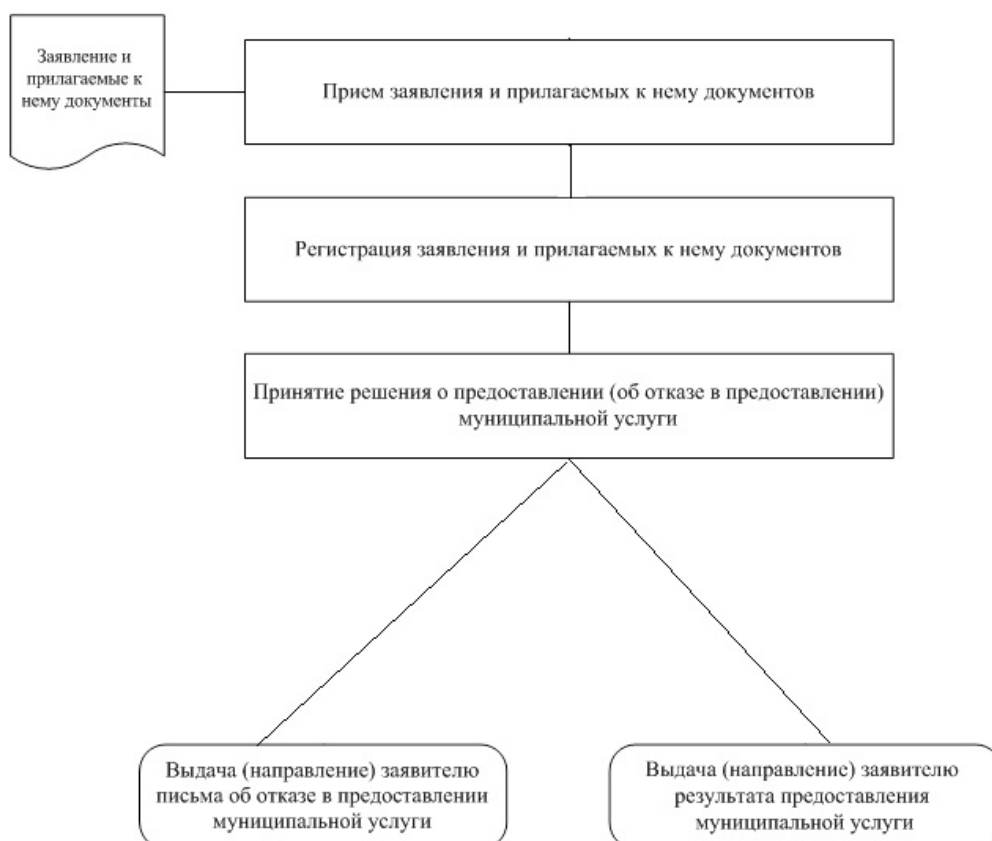 Заявление и
прилагаемые к
нему документы
Прием заявления и прилагаемых к нему документов
Регистрация заявления и прилагаемых к нему документов
Принятие решения о предоставлении (об отказе в предоставлении)
муниципальной услуги
Выдача (направление) заявителю
письма об отказе в предоставлении
муниципальной услуги
Выдача (направление) заявителю
результата предоставления
муниципальной услуги